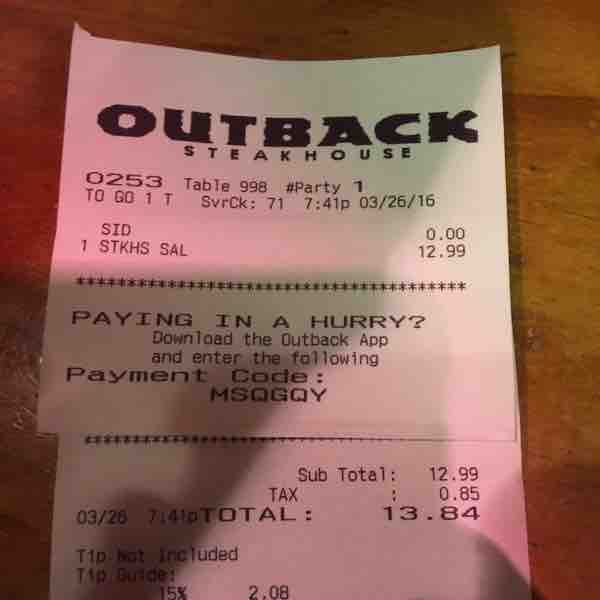 OUTBACK
STEAKHOUSE
0253 Table 998 #Party 1
TO GO 1 T SvrCk: 71 7:41p 03/26/16
SID 0.00
1 STKHS SAL 12.99
****************************************
PAYING IN A HURRY?
Download the Outback App
and enter the following
Payment Code:
MSQGQY
****************************************
Sub Total: 12.99
TAX : 0.85
03/26 7:41pTOTAL: 13.84
Tip Not Included
Tip Guide:
15% 2.08